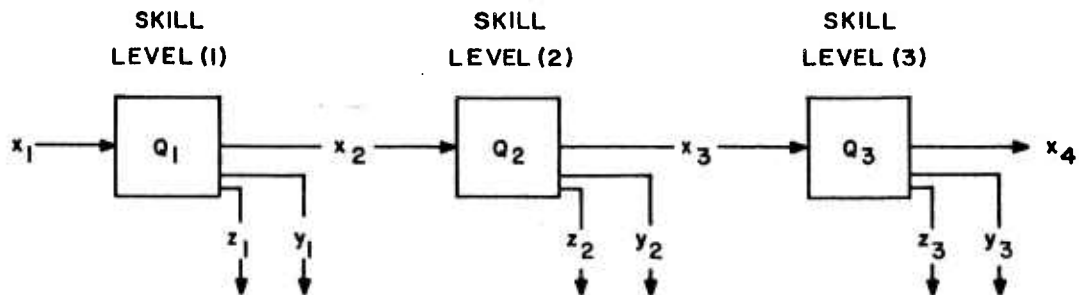 SKILL SKILL SKILL
LEVEL (1) LEVEL (2) LEVEL (3)
x₁ Q₁ x₂ Q₂ x₃ Q₃ x₄
z₁ y₁ z₂ y₂ z₃ y₃